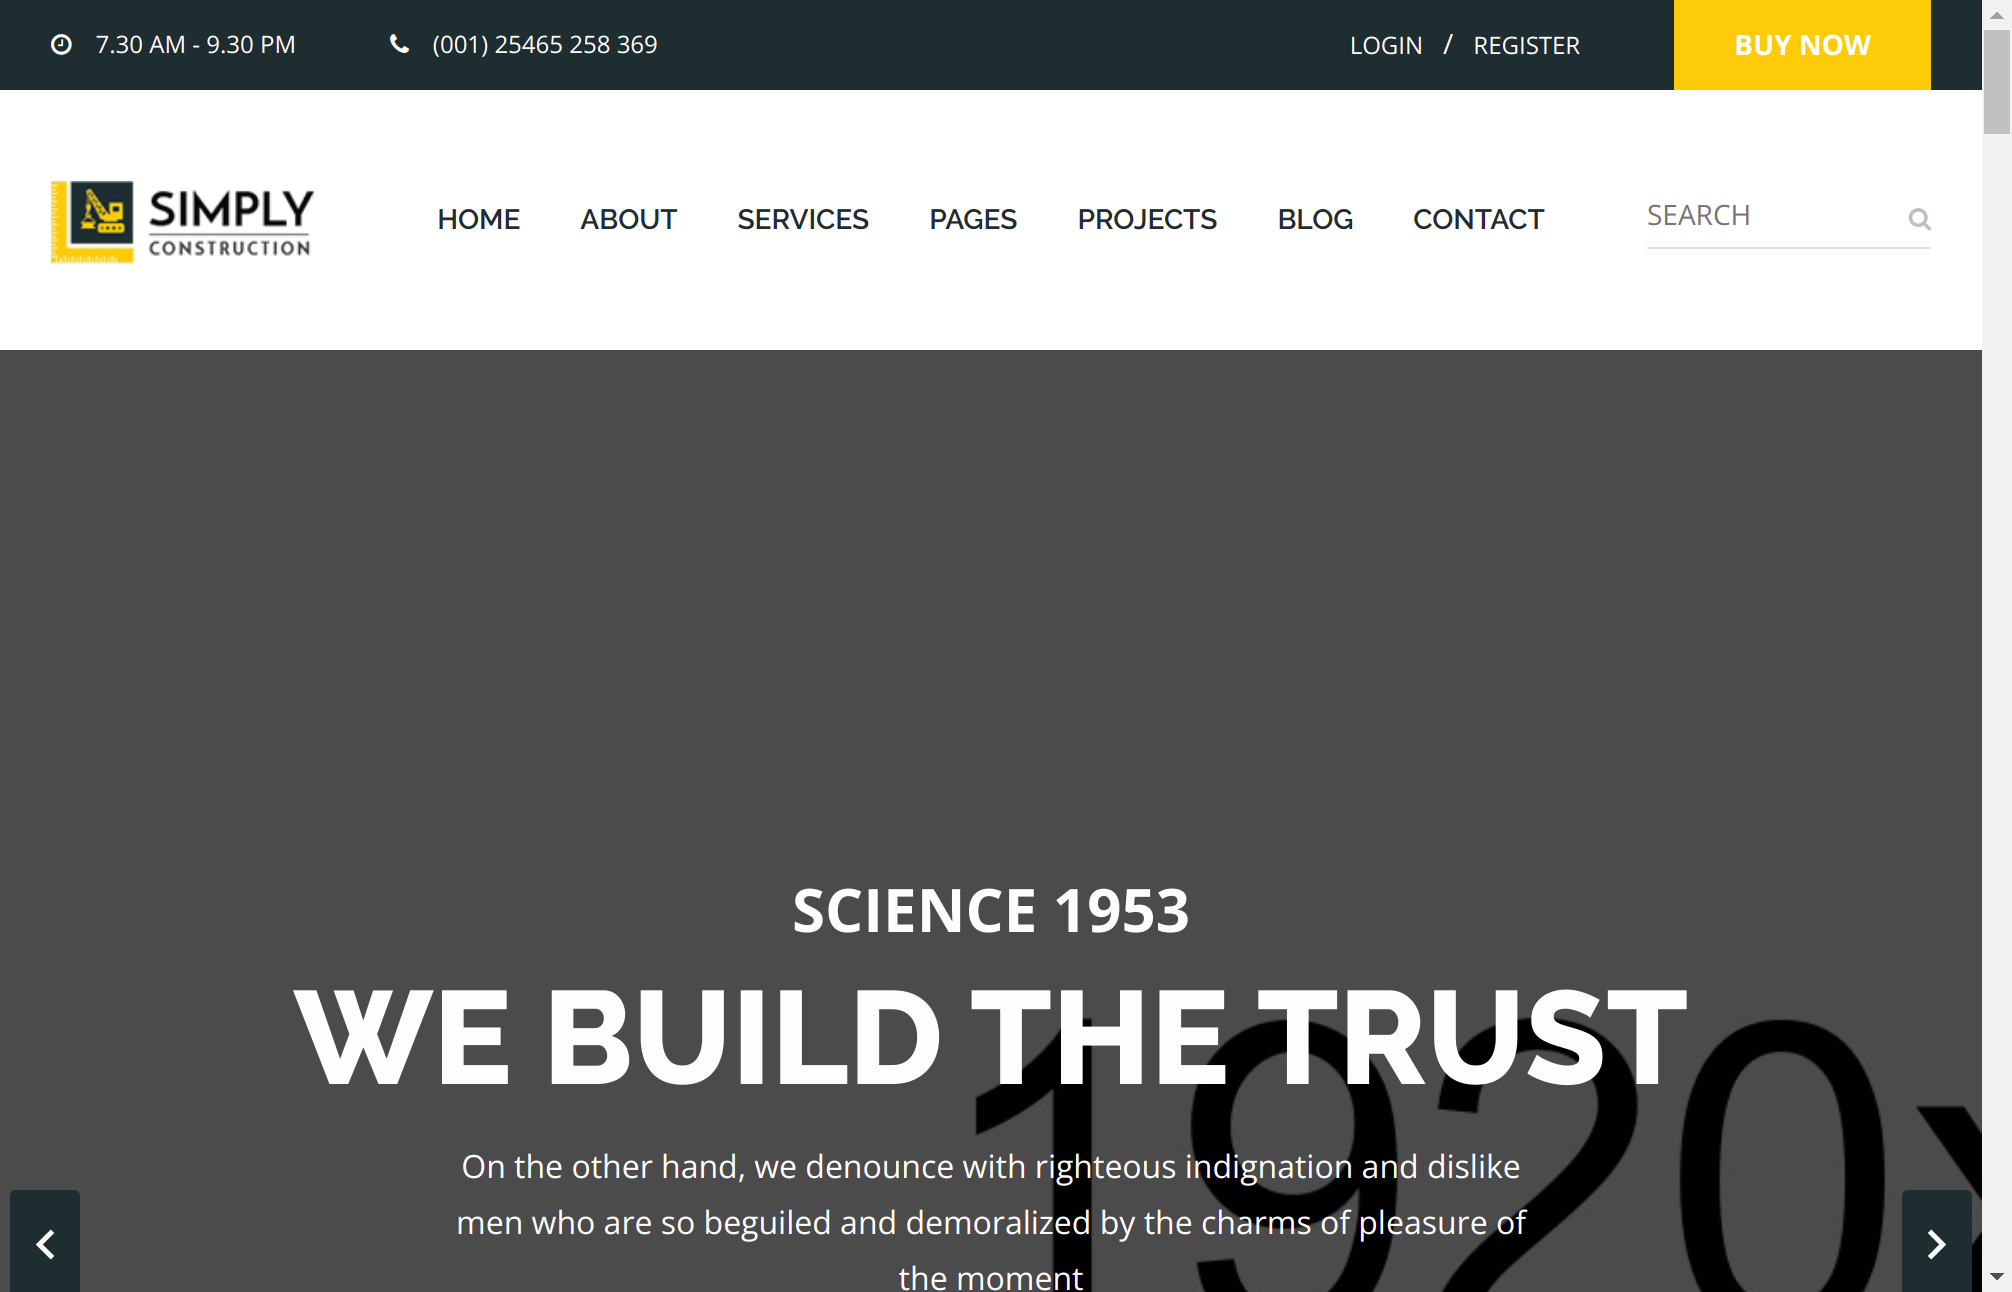 7.30 AM - 9.30 PM
(001) 25465 258 369
LOGIN / REGISTER
BUY NOW
SIMPLY
CONSTRUCTION
HOME
ABOUT
SERVICES
PAGES
PROJECTS
BLOG
CONTACT
SEARCH
SCIENCE 1953
WE BUILD THE TRUST
1920x
On the other hand, we denounce with righteous indignation and dislike
men who are so beguiled and demoralized by the charms of pleasure of
the moment